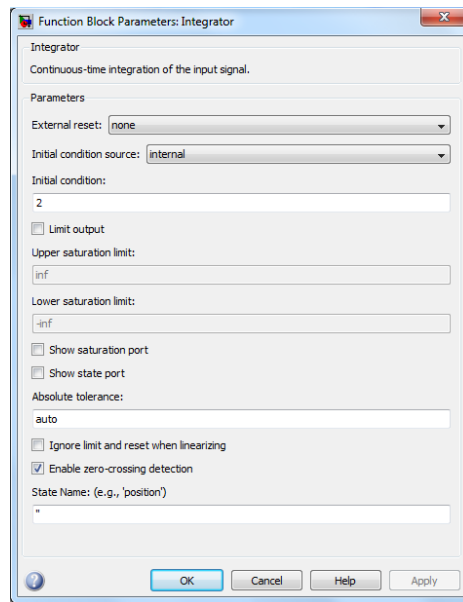 Function Block Parameters: Integrator
Integrator
Continuous-time integration of the input signal.
Parameters
External reset: none
Initial condition source: internal
Initial condition:
2
Limit output
Upper saturation limit:
inf
Lower saturation limit:
-inf
Show saturation port
Show state port
Absolute tolerance:
auto
Ignore limit and reset when linearizing
Enable zero-crossing detection
State Name: (e.g., 'position')
''
OK Cancel Help Apply